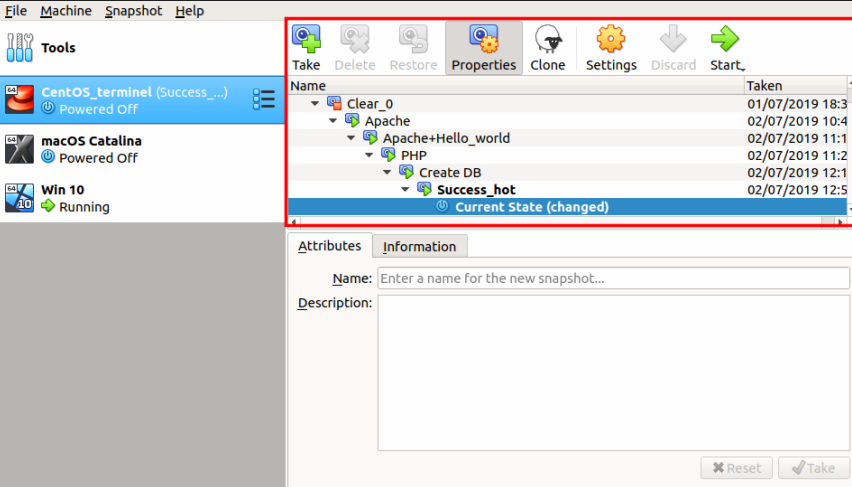 File Machine Snapshot Help
Tools
64 CentOS_terminel (Success_...)
Powered Off
64 macOS Catalina
Powered Off
64 Win 10
10 Running
Take Delete Restore Properties Clone Settings Discard Start
Name Taken
Clear_0 01/07/2019 18:3
Apache 02/07/2019 10:4
Apache+Hello_world 02/07/2019 11:1
PHP 02/07/2019 11:2
Create DB 02/07/2019 12:1
Success_hot 02/07/2019 12:5
Current State (changed)
Attributes Information
Name: Enter a name for the new snapshot...
Description:
Reset Take